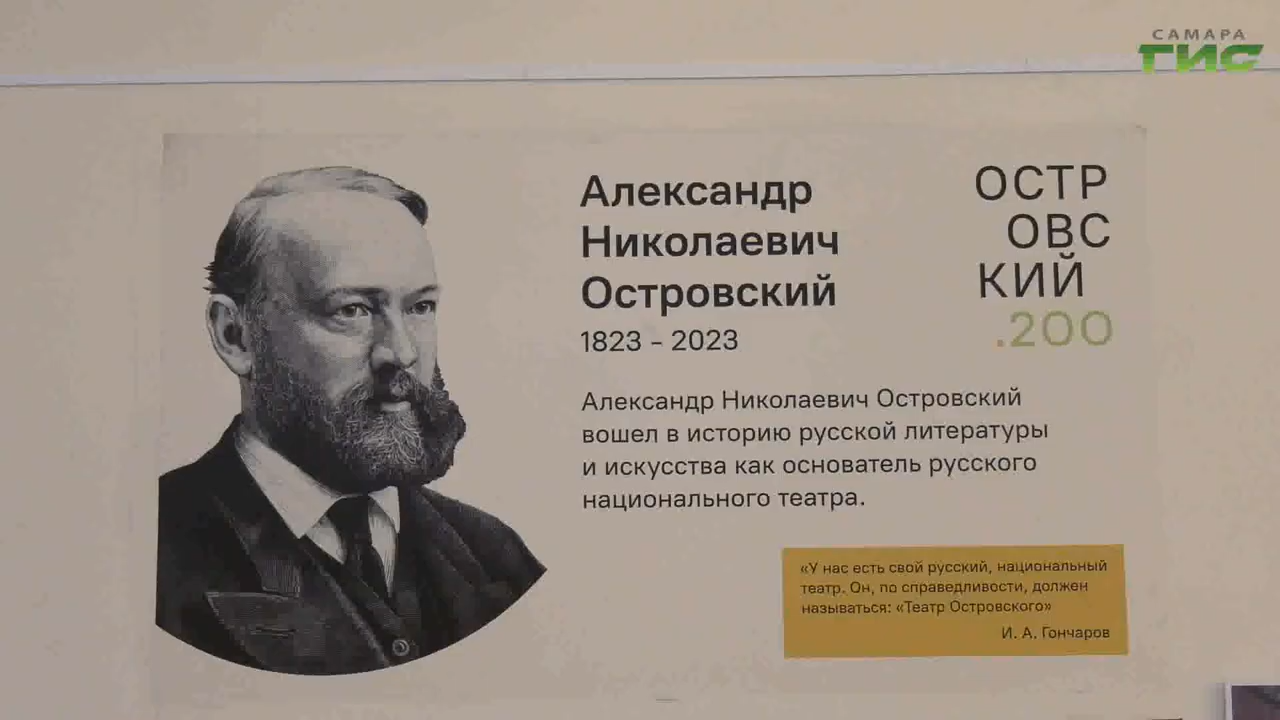 САМАРА
ГИС
Александр
Николаевич
Островский
1823 - 2023
ОСТР
ОВС
КИЙ
.200
Александр Николаевич Островский
вошел в историю русской литературы
и искусства как основатель русского
национального театра.
«У нас есть свой русский, национальный
театр. Он, по справедливости, должен
называться: «Театр Островского»
И. А. Гончаров